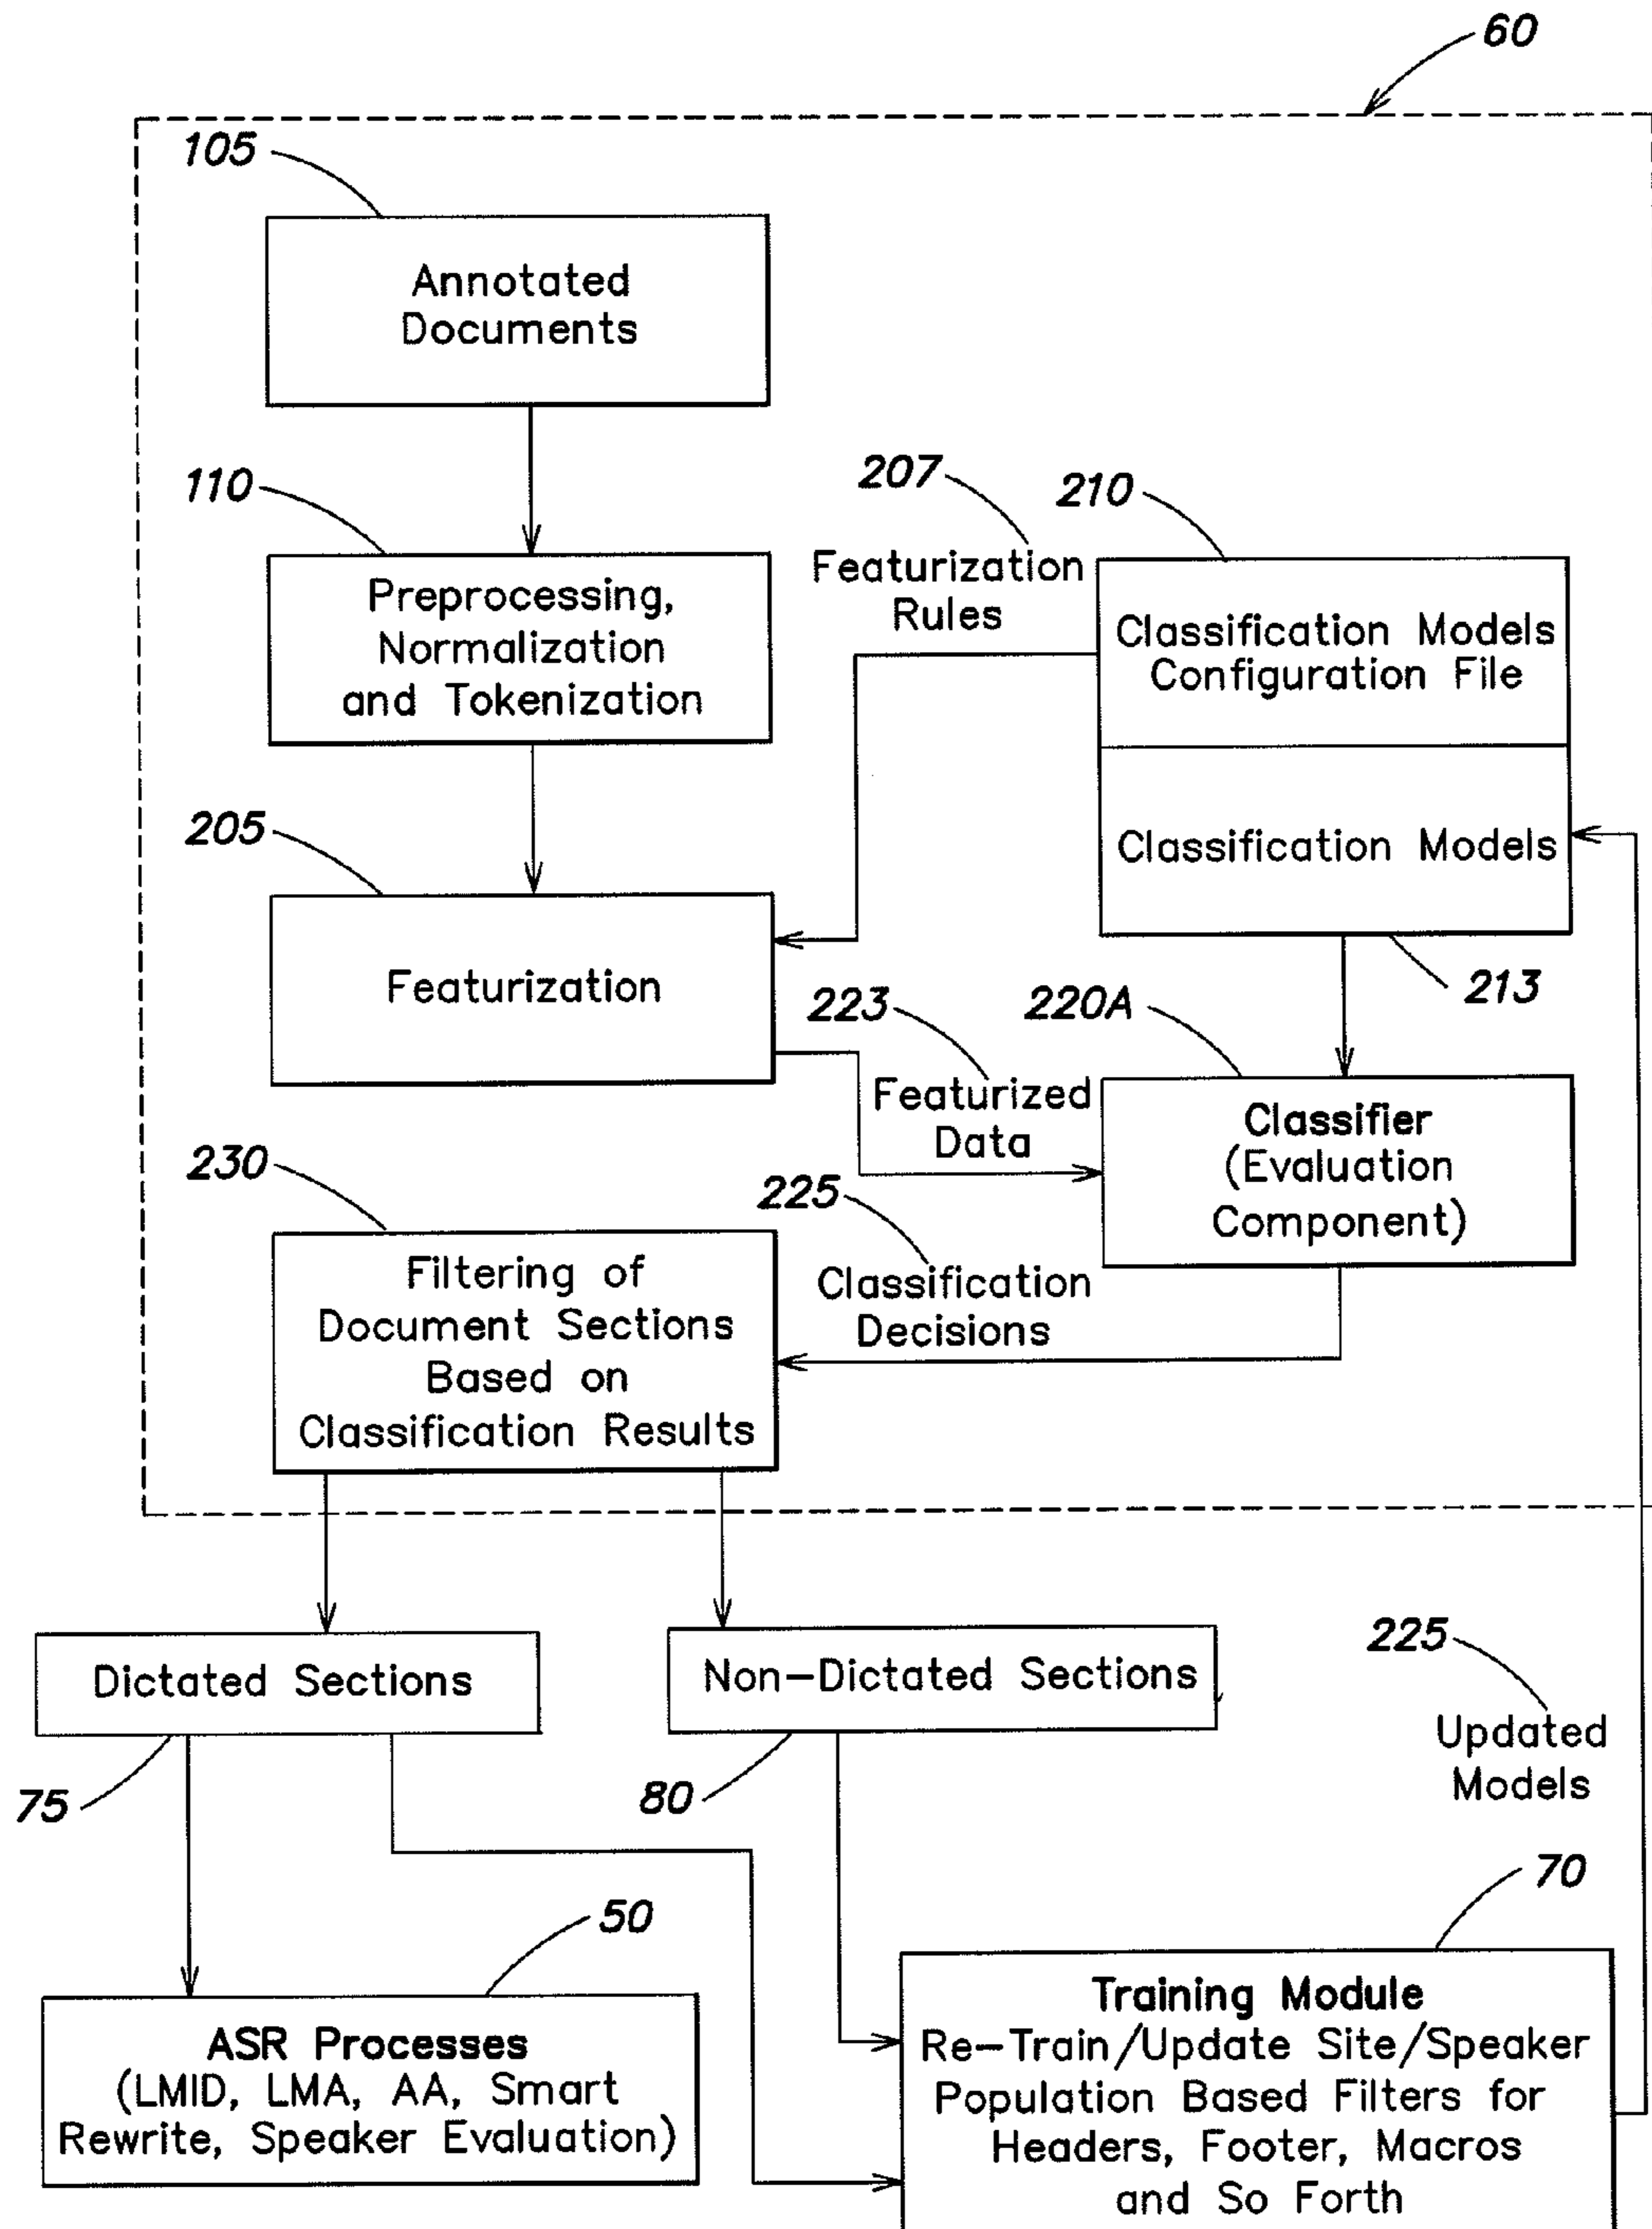 60
105
Annotated
Documents
110
Preprocessing,
Normalization
and Tokenization
207
Featurization
Rules
210
Classification Models
Configuration File
Classification Models
213
205
Featurization
223
Featurized
Data
220A
Classifier
(Evaluation
Component)
225
Classification
Decisions
230
Filtering of
Document Sections
Based on
Classification Results
Dictated Sections
75
Non-Dictated Sections
80
225
Updated
Models
50
ASR Processes
(LMID, LMA, AA, Smart
Rewrite, Speaker Evaluation)
70
Training Module
Re-Train/Update Site/Speaker
Population Based Filters for
Headers, Footer, Macros
and So Forth